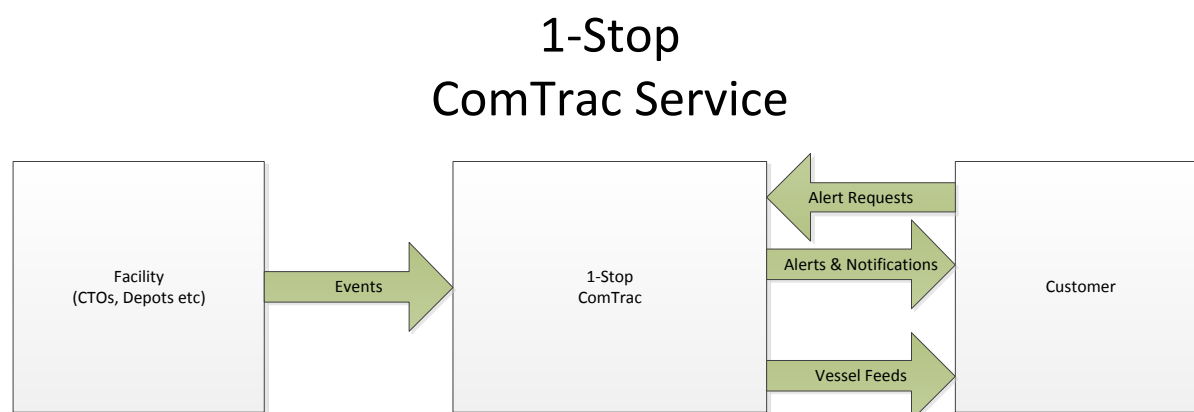 1-Stop
ComTrac Service
Facility
(CTOs, Depots etc)
Events
1-Stop
ComTrac
Alert Requests
Alerts & Notifications
Vessel Feeds
Customer